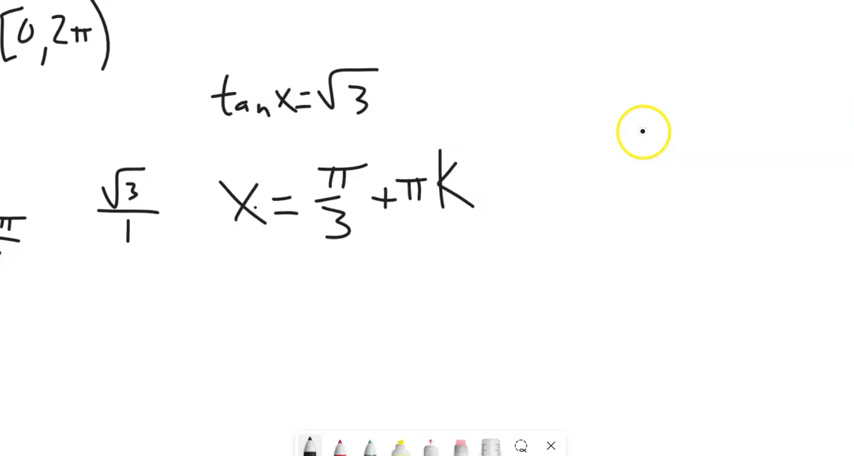 [0, 2π)
tan x = √3
√3/1
x = π/3 + πK
π